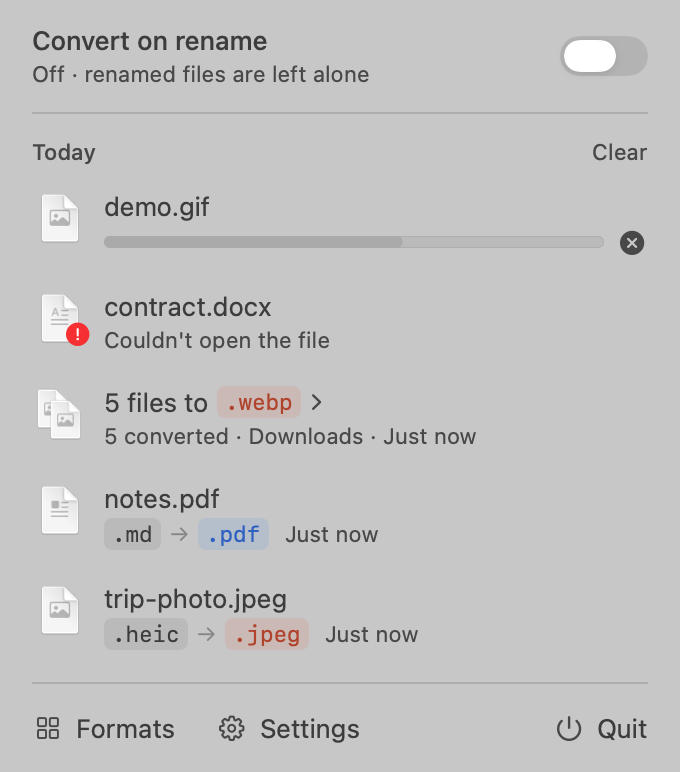 Convert on rename
Off · renamed files are left alone
Today
Clear
demo.gif
contract.docx
Couldn't open the file
5 files to .webp
5 converted · Downloads · Just now
notes.pdf
.md → .pdf Just now
trip-photo.jpeg
.heic → .jpeg Just now
Formats
Settings
Quit